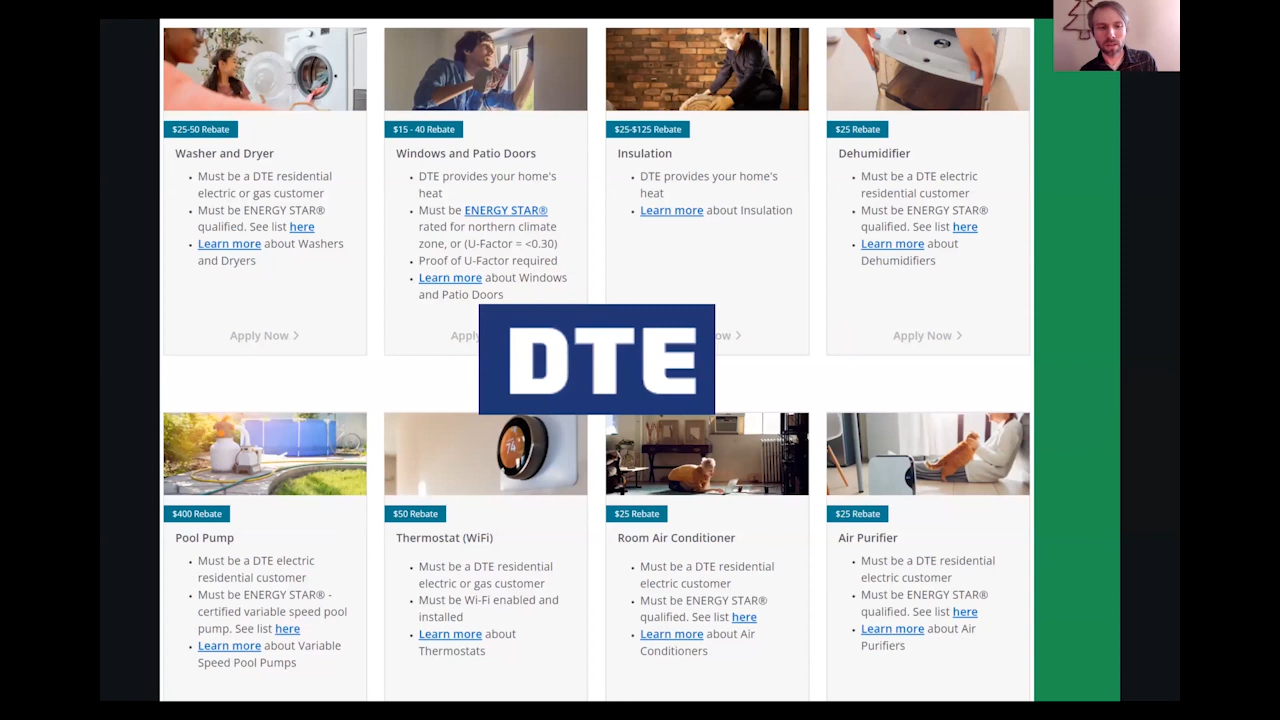 $25-50 Rebate
Washer and Dryer
• Must be a DTE residential
electric or gas customer
• Must be ENERGY STAR®
qualified. See list here
• Learn more about Washers
and Dryers
Apply Now >
$15 - 40 Rebate
Windows and Patio Doors
• DTE provides your home's
heat
• Must be ENERGY STAR®
rated for northern climate
zone, or (U-Factor = <0.30)
• Proof of U-Factor required
• Learn more about Windows
and Patio Doors
$25-$125 Rebate
Insulation
• DTE provides your home's
heat
• Learn more about Insulation
$25 Rebate
Dehumidifier
• Must be a DTE electric
residential customer
• Must be ENERGY STAR®
qualified. See list here
• Learn more about
Dehumidifiers
Apply Now >
DTE
$400 Rebate
Pool Pump
• Must be a DTE electric
residential customer
• Must be ENERGY STAR® -
certified variable speed pool
pump. See list here
• Learn more about Variable
Speed Pool Pumps
74
$50 Rebate
Thermostat (WiFi)
• Must be a DTE residential
electric or gas customer
• Must be Wi-Fi enabled and
installed
• Learn more about
Thermostats
$25 Rebate
Room Air Conditioner
• Must be a DTE residential
electric customer
• Must be ENERGY STAR®
qualified. See list here
• Learn more about Air
Conditioners
$25 Rebate
Air Purifier
• Must be a DTE residential
electric customer
• Must be ENERGY STAR®
qualified. See list here
• Learn more about Air
Purifiers